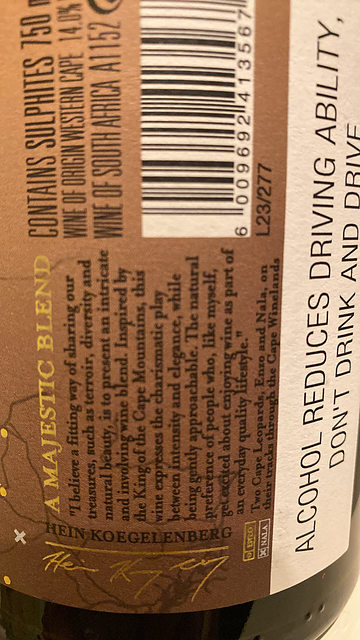 A MAJESTIC BLEND
"I believe a fitting way of sharing our
treasures, such as terroir, diversity and
natural beauty, is to present an intricate
and involving wine blend. Inspired by
the King of the Cape Mountains, this
wine expresses the charismatic play
between intensity and elegance, while
being gently approachable. The natural
preference of people who, like myself,
get excited about enjoying wine as part of
an everyday quality lifestyle."
HEIN KOEGELENBERG
ENZO
NALA
Two Cape Leopards, Enzo and Nala, on
their tracks through the Cape Winelands
CONTAINS SULPHITES 750
WINE OF ORIGIN WESTERN CAPE 14.0%
WINE OF SOUTH AFRICA A1152
6 009692 413567
L23/277
ALCOHOL REDUCES DRIVING ABILITY,
DON'T DRINK AND DRIVE